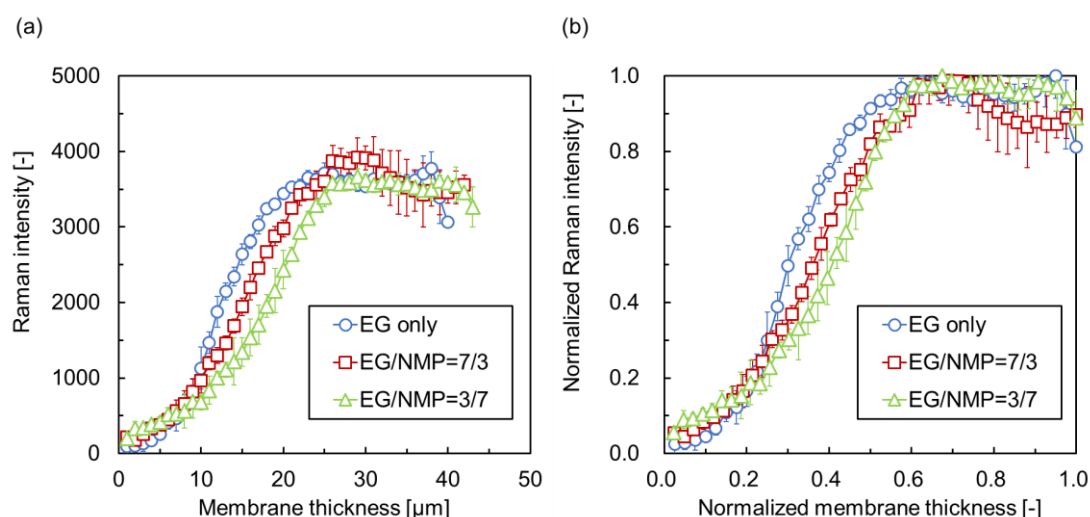 (a)
5000
4000
3000
2000
1000
0
Raman intensity [-]
EG only
EG/NMP=7/3
EG/NMP=3/7
0 10 20 30 40 50
Membrane thickness [μm]
(b)
1.0
0.8
0.6
0.4
0.2
0.0
Normalized Raman intensity [-]
EG only
EG/NMP=7/3
EG/NMP=3/7
0.0 0.2 0.4 0.6 0.8 1.0
Normalized membrane thickness [-]